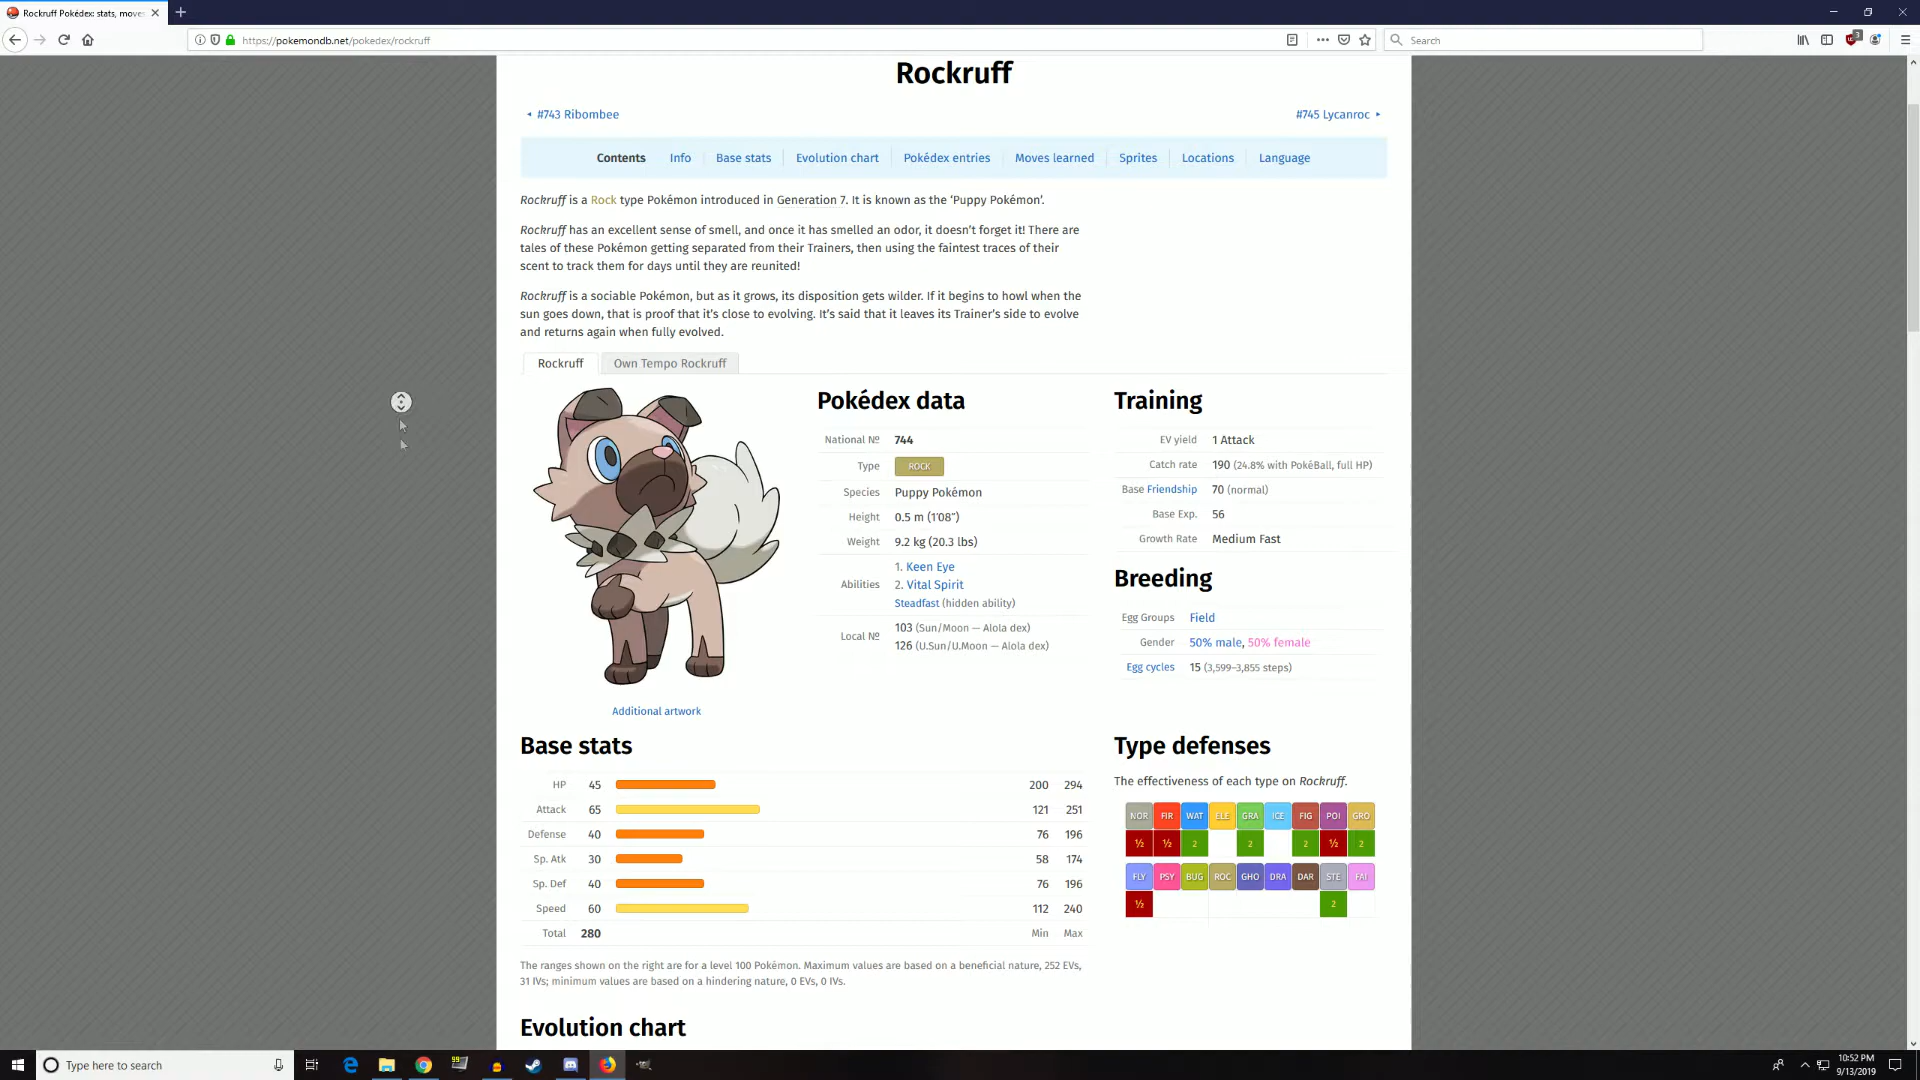 Rockruff Pokédex: stats, moves
https://pokemondb.net/pokedex/rockruff
Search
3
Rockruff
#743 Ribombee
#745 Lycanroc
Contents Info Base stats Evolution chart Pokédex entries Moves learned Sprites Locations Language
Rockruff is a Rock type Pokémon introduced in Generation 7. It is known as the ‘Puppy Pokémon’.
Rockruff has an excellent sense of smell, and once it has smelled an odor, it doesn’t forget it! There are
tales of these Pokémon getting separated from their Trainers, then using the faintest traces of their
scent to track them for days until they are reunited!
Rockruff is a sociable Pokémon, but as it grows, its disposition gets wilder. If it begins to howl when the
sun goes down, that is proof that it’s close to evolving. It’s said that it leaves its Trainer’s side to evolve
and returns again when fully evolved.
Rockruff Own Tempo Rockruff
Additional artwork
Pokédex data
National № 744
Type ROCK
Species Puppy Pokémon
Height 0.5 m (1′08″)
Weight 9.2 kg (20.3 lbs)
Abilities 1. Keen Eye
2. Vital Spirit
Steadfast (hidden ability)
Local № 103 (Sun/Moon — Alola dex)
126 (U.Sun/U.Moon — Alola dex)
Training
EV yield 1 Attack
Catch rate 190 (24.8% with PokéBall, full HP)
Base Friendship 70 (normal)
Base Exp. 56
Growth Rate Medium Fast
Breeding
Egg Groups Field
Gender 50% male, 50% female
Egg cycles 15 (3,599–3,855 steps)
Base stats
HP 45 200 294
Attack 65 121 251
Defense 40 76 196
Sp. Atk 30 58 174
Sp. Def 40 76 196
Speed 60 112 240
Total 280 Min Max
The ranges shown on the right are for a level 100 Pokémon. Maximum values are based on a beneficial nature, 252 EVs,
31 IVs; minimum values are based on a hindering nature, 0 EVs, 0 IVs.
Type defenses
The effectiveness of each type on Rockruff.
NOR FIR WAT ELE GRA ICE FIG POI GRO
½ ½ 2 2 2 ½ 2
FLY PSY BUG ROC GHO DRA DAR STE FAI
½ 2
Evolution chart
Type here to search
99
10:52 PM
9/13/2019